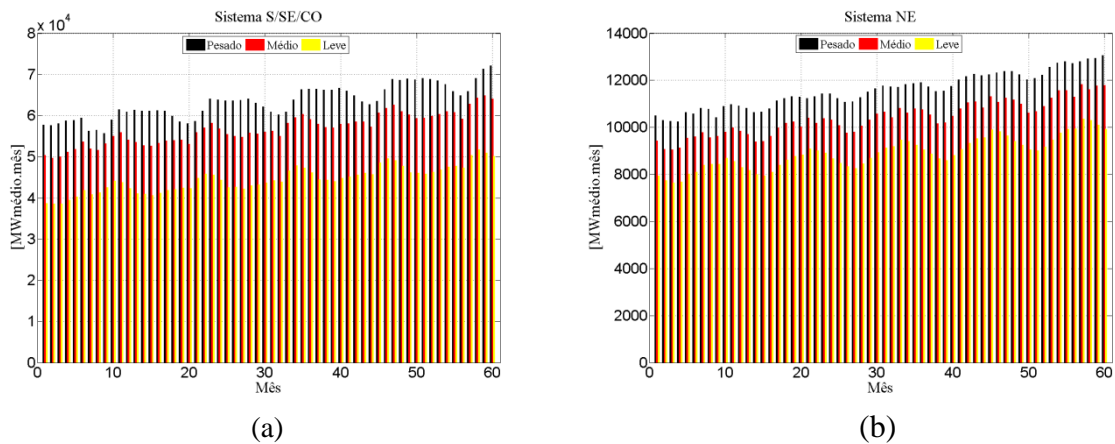 Sistema S/SE/CO
8 x 10⁴
Pesado Médio Leve
7
6
5
4
3
2
1
0
[MWmédio.mês]
0 10 20 30 40 50 60
Mês
(a)
Sistema NE
14000
Pesado Médio Leve
12000
10000
8000
6000
4000
2000
0
[MWmédio.mês]
0 10 20 30 40 50 60
Mês
(b)